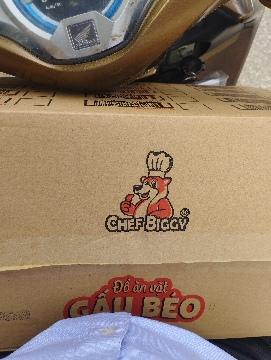 CHEF BIGGY
Đồ ăn vặt
GẤU BÉO